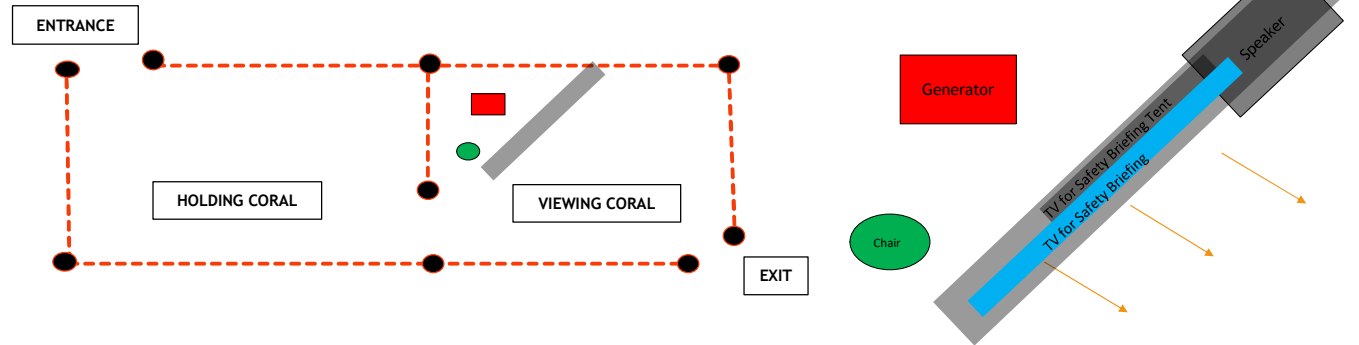 ENTRANCE
HOLDING CORAL
VIEWING CORAL
EXIT
Generator
Chair
Speaker
TV for Safety Briefing Tent
TV for Safety Briefing